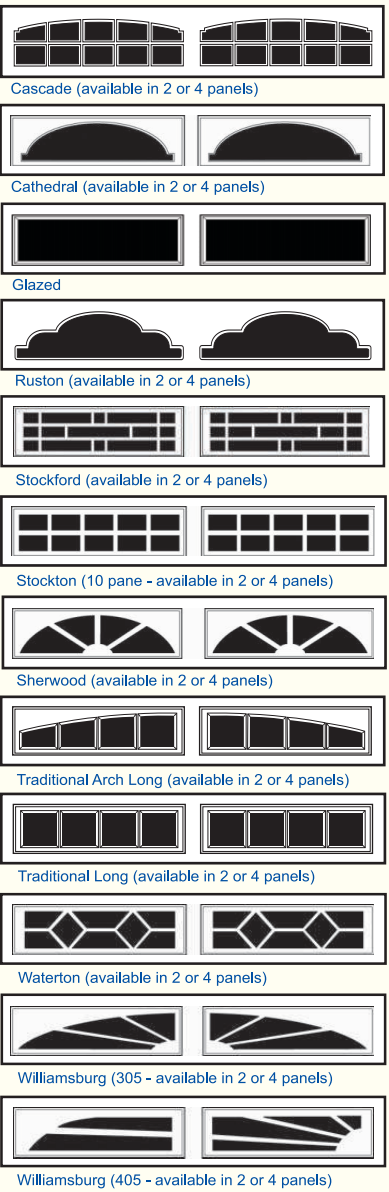 Cascade (available in 2 or 4 panels)
Cathedral (available in 2 or 4 panels)
Glazed
Ruston (available in 2 or 4 panels)
Stockford (available in 2 or 4 panels)
Stockton (10 pane - available in 2 or 4 panels)
Sherwood (available in 2 or 4 panels)
Traditional Arch Long (available in 2 or 4 panels)
Traditional Long (available in 2 or 4 panels)
Waterton (available in 2 or 4 panels)
Williamsburg (305 - available in 2 or 4 panels)
Williamsburg (405 - available in 2 or 4 panels)